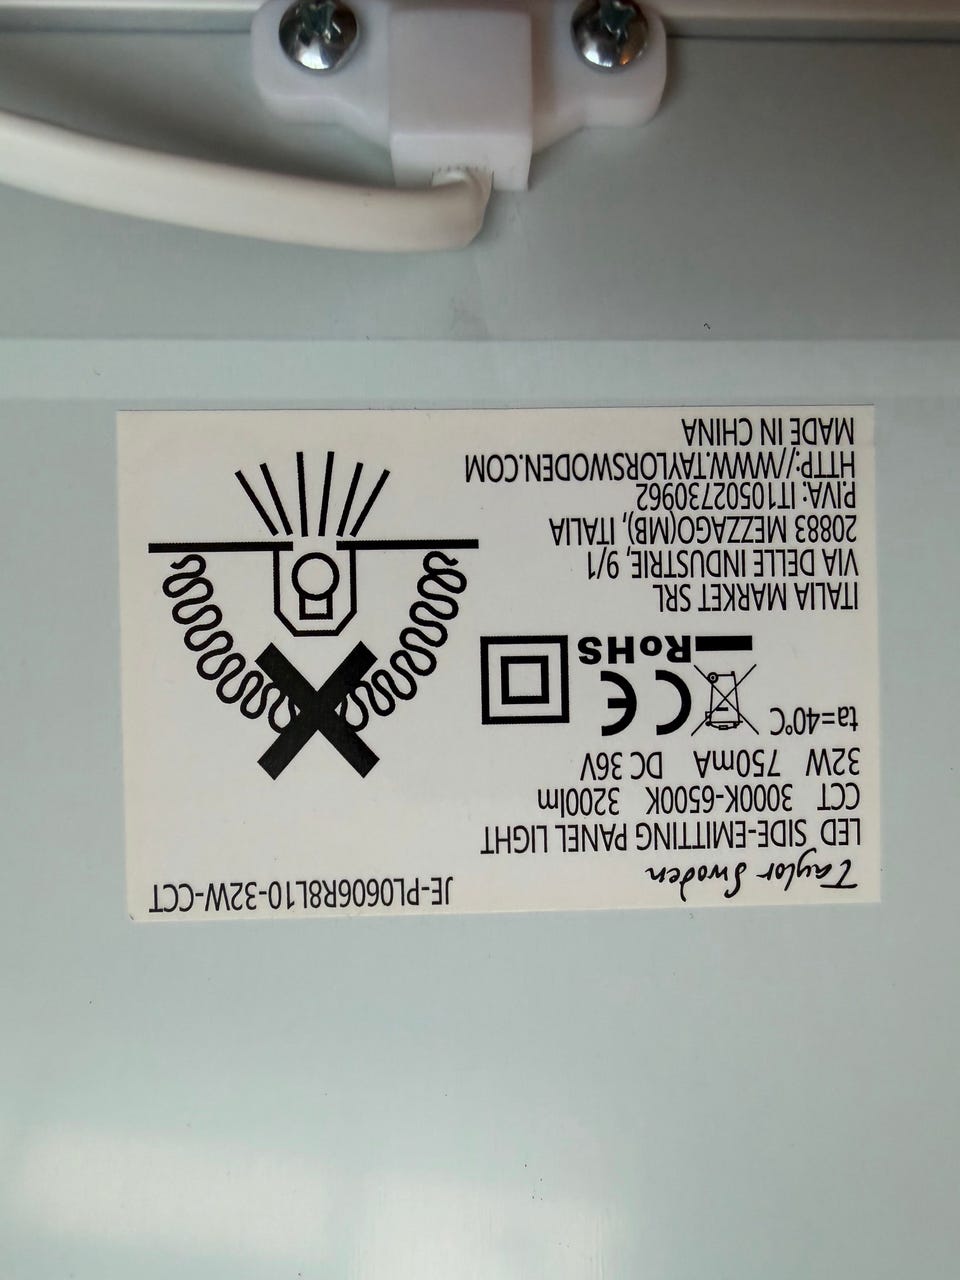 Taylor Swoden
JE-PL0606R8L10-32W-CCT
LED SIDE-EMITTING PANEL LIGHT
CCT 3000K-6500K 3200lm
32W 750mA DC 36V
ta=40°C
CE
RoHS
ITALIA MARKET SRL
VIA DELLE INDUSTRIE, 9/1
20883 MEZZAGO(MB), ITALIA
P.IVA: IT10502730962
HTTP://WWW.TAYLORSWODEN.COM
MADE IN CHINA